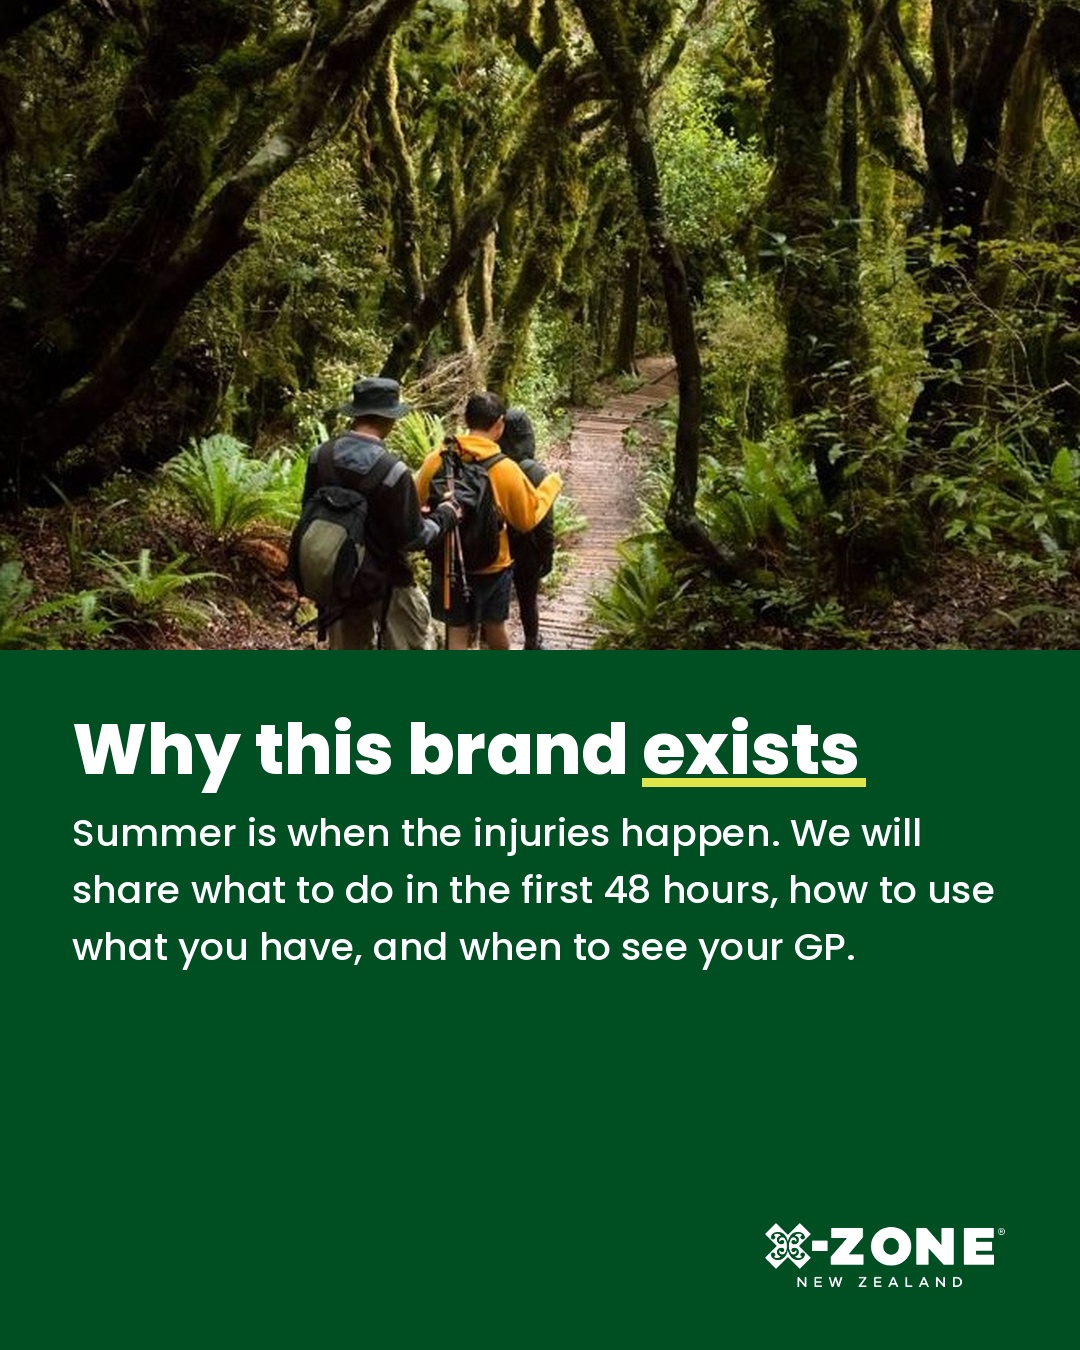 Why this brand exists
Summer is when the injuries happen. We will
share what to do in the first 48 hours, how to use
what you have, and when to see your GP.
X-ZONE®
NEW ZEALAND